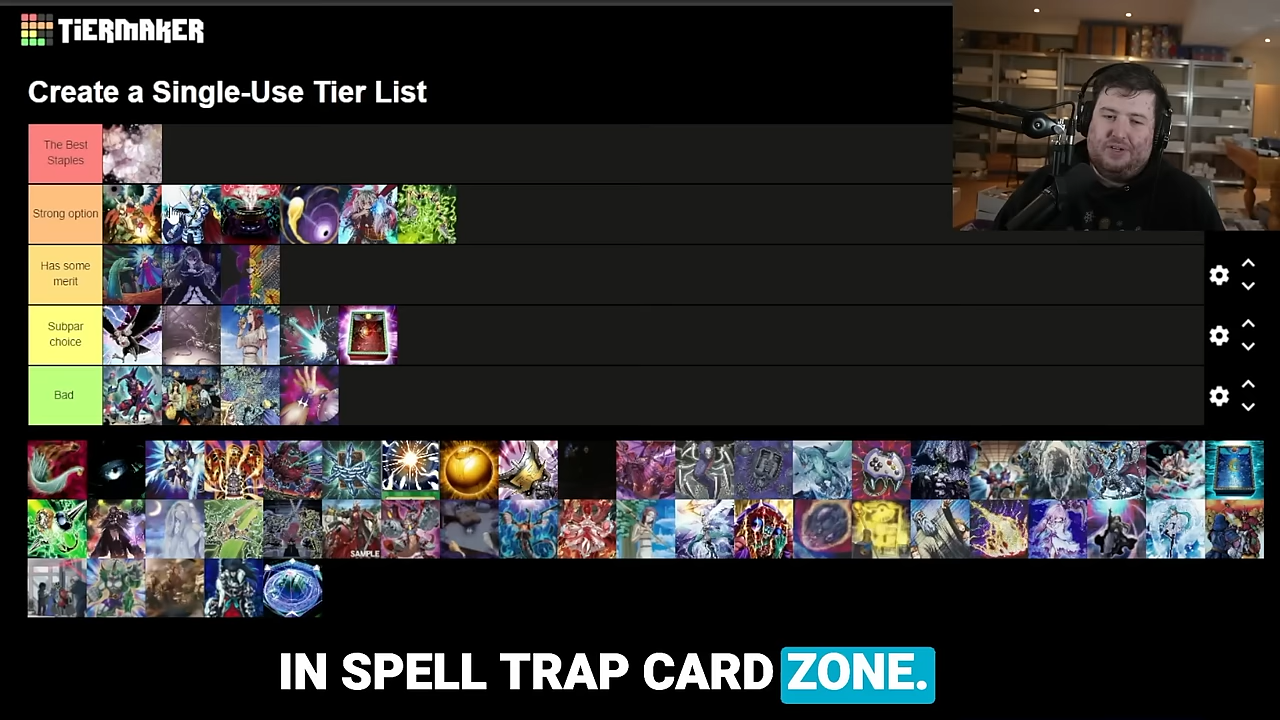 TiERMAKER
Create a Single-Use Tier List
The Best
Staples
Strong option
Has some
merit
Subpar
choice
Bad
SAMPLE
IN SPELL TRAP CARD ZONE.